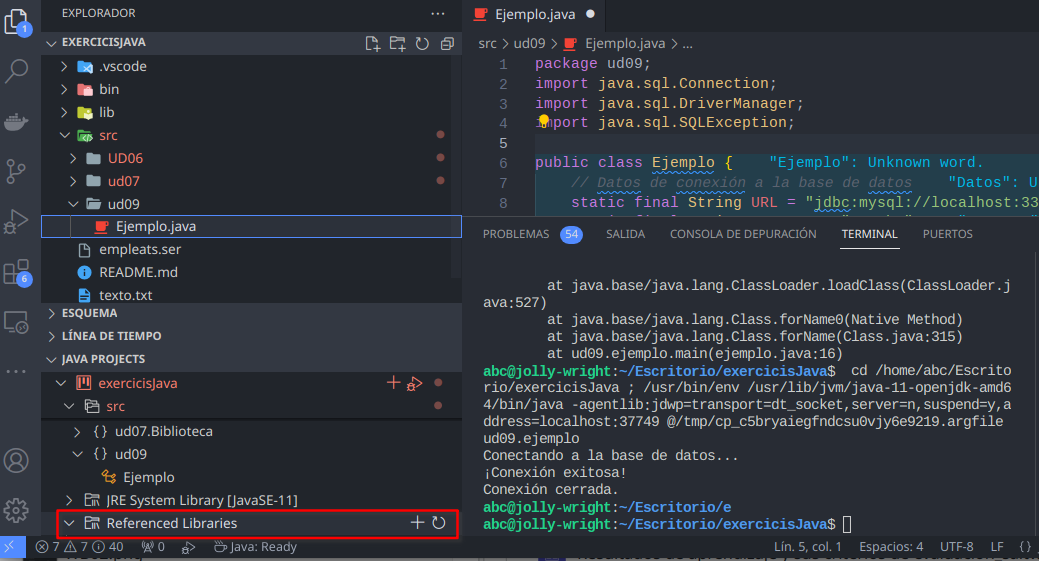 EXPLORADOR
EXERCICISJAVA
.vscode
bin
lib
src
UD06
ud07
ud09
Ejemplo.java
empleats.ser
README.md
texto.txt
ESQUEMA
LÍNEA DE TIEMPO
JAVA PROJECTS
exercicisJava
src
ud07.Biblioteca
{} ud09
Ejemplo
JRE System Library [JavaSE-11]
Referenced Libraries
1
6
Ejemplo.java
src > ud09 > Ejemplo.java > ...
1 package ud09;
2 import java.sql.Connection;
3 import java.sql.DriverManager;
4 import java.sql.SQLException;
5
6 public class Ejemplo { "Ejemplo": Unknown word.
7 // Datos de conexión a la base de datos "Datos": U
8 static final String URL = "jdbc:mysql://localhost:33
PROBLEMAS 54 SALIDA CONSOLA DE DEPURACIÓN TERMINAL PUERTOS
at java.base/java.lang.ClassLoader.loadClass(ClassLoader.j
ava:527)
at java.base/java.lang.Class.forName0(Native Method)
at java.base/java.lang.Class.forName(Class.java:315)
at ud09.ejemplo.main(ejemplo.java:16)
abc@jolly-wright:~/Escritorio/exercicisJava$ cd /home/abc/Escrito
rio/exercicisJava ; /usr/bin/env /usr/lib/jvm/java-11-openjdk-amd6
4/bin/java -agentlib:jdwp=transport=dt_socket,server=n,suspend=y,a
ddress=localhost:37749 @/tmp/cp_c5bryaiegfndcsu0vjy6e9219.argfile
ud09.ejemplo
Conectando a la base de datos...
¡Conexión exitosa!
Conexión cerrada.
abc@jolly-wright:~/Escritorio/e
abc@jolly-wright:~/Escritorio/exercicisJava$
7 7 40 0 Java: Ready Lín. 5, col. 1 Espacios: 4 UTF-8 LF {}